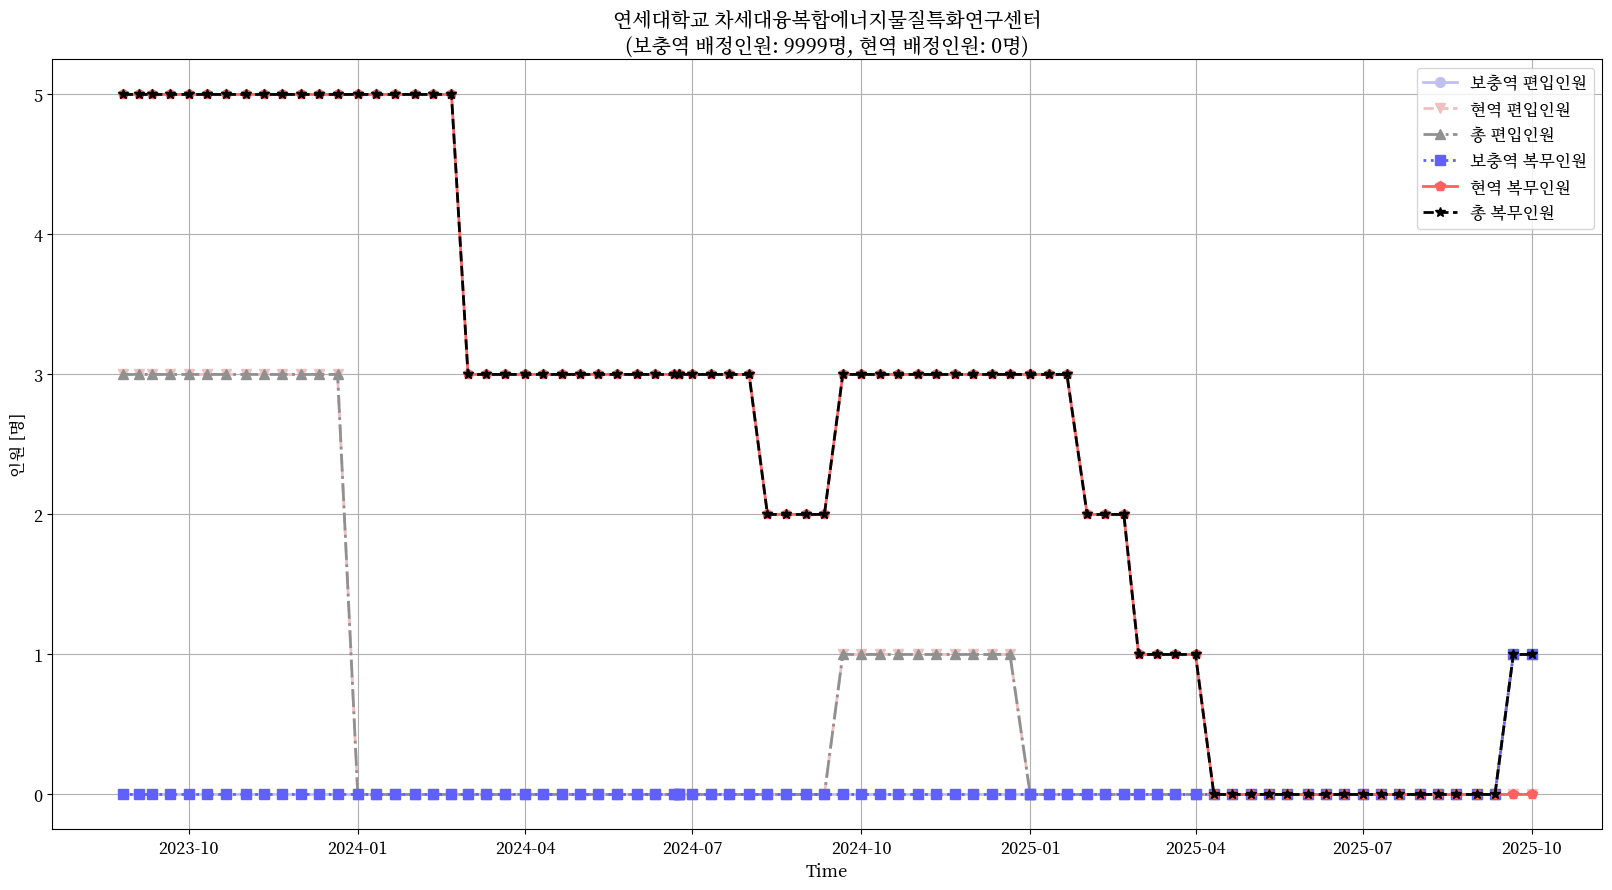 연세대학교 차세대융복합에너지물질특화연구센터
(보충역 배정인원: 9999명, 현역 배정인원: 0명)
보충역 편입인원
현역 편입인원
총 편입인원
보충역 복무인원
현역 복무인원
총 복무인원
인원 [명]
5
4
3
2
1
0
2023-10
2024-01
2024-04
2024-07
2024-10
2025-01
2025-04
2025-07
2025-10
Time